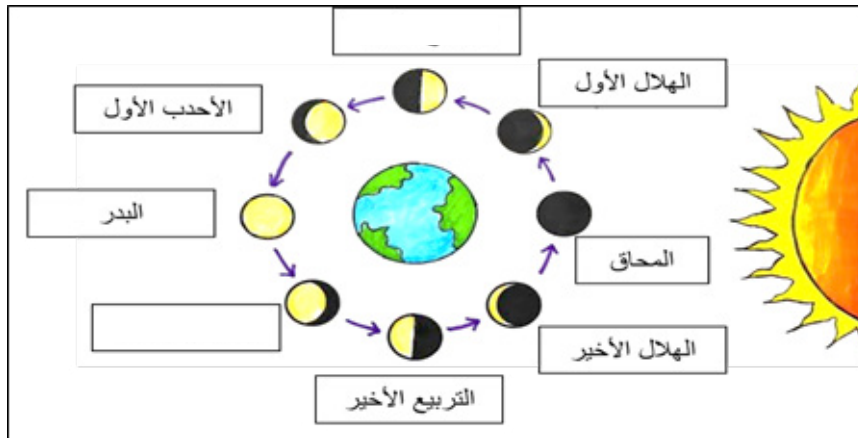 الهلال الأول
الأحدب الأول
البدر
المحاق
الهلال الأخير
التربيع الأخير